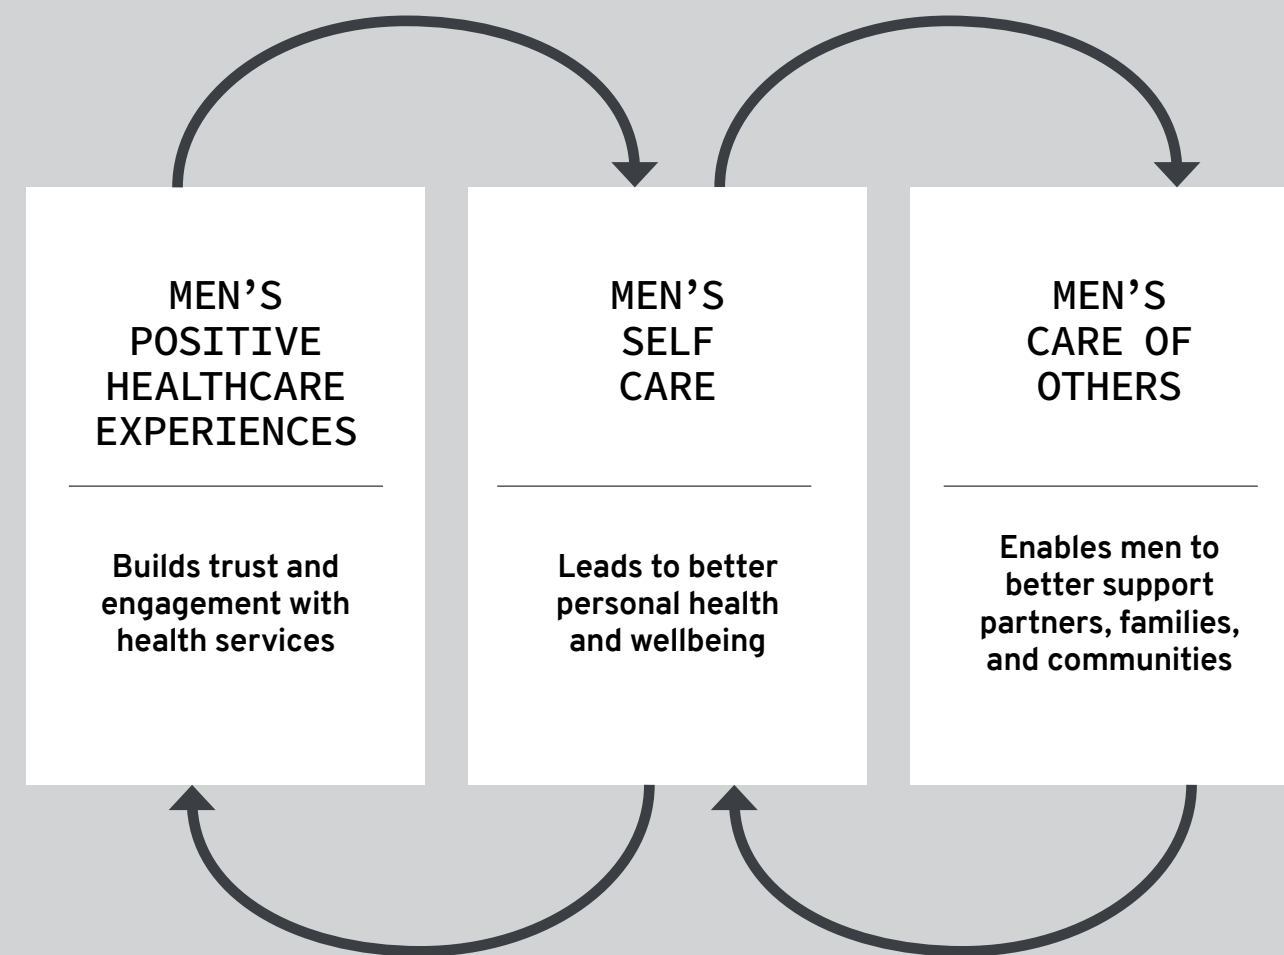 MEN’S
POSITIVE
HEALTHCARE
EXPERIENCES
Builds trust and
engagement with
health services
MEN’S
SELF
CARE
Leads to better
personal health
and wellbeing
MEN’S
CARE OF
OTHERS
Enables men to
better support
partners, families,
and communities